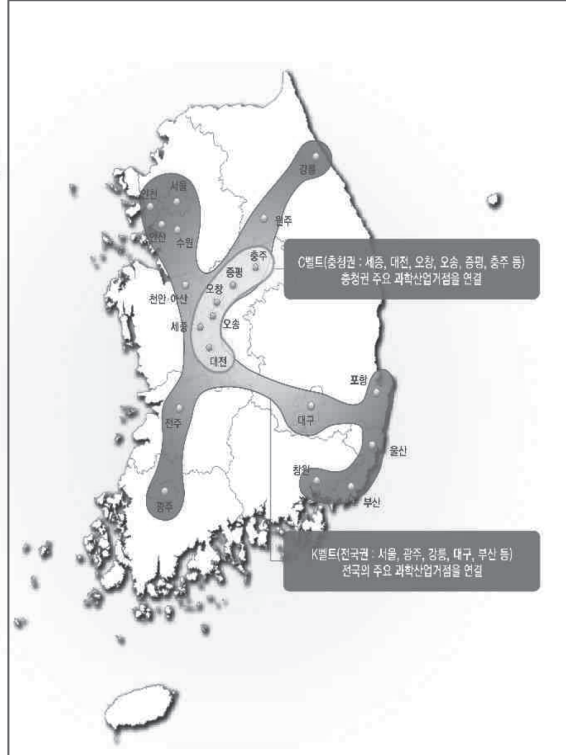 강릉
서울
인천
원주
안산
수원
충주
증평
천안·아산
오창
오송
세종
대전
포항
전주
대구
울산
창원
광주
부산
C벨트(충청권 : 세종, 대전, 오창, 오송, 증평, 충주 등)
충청권 주요 과학산업거점을 연결
K벨트(전국권 : 서울, 광주, 강릉, 대구, 부산 등)
전국의 주요 과학산업거점을 연결